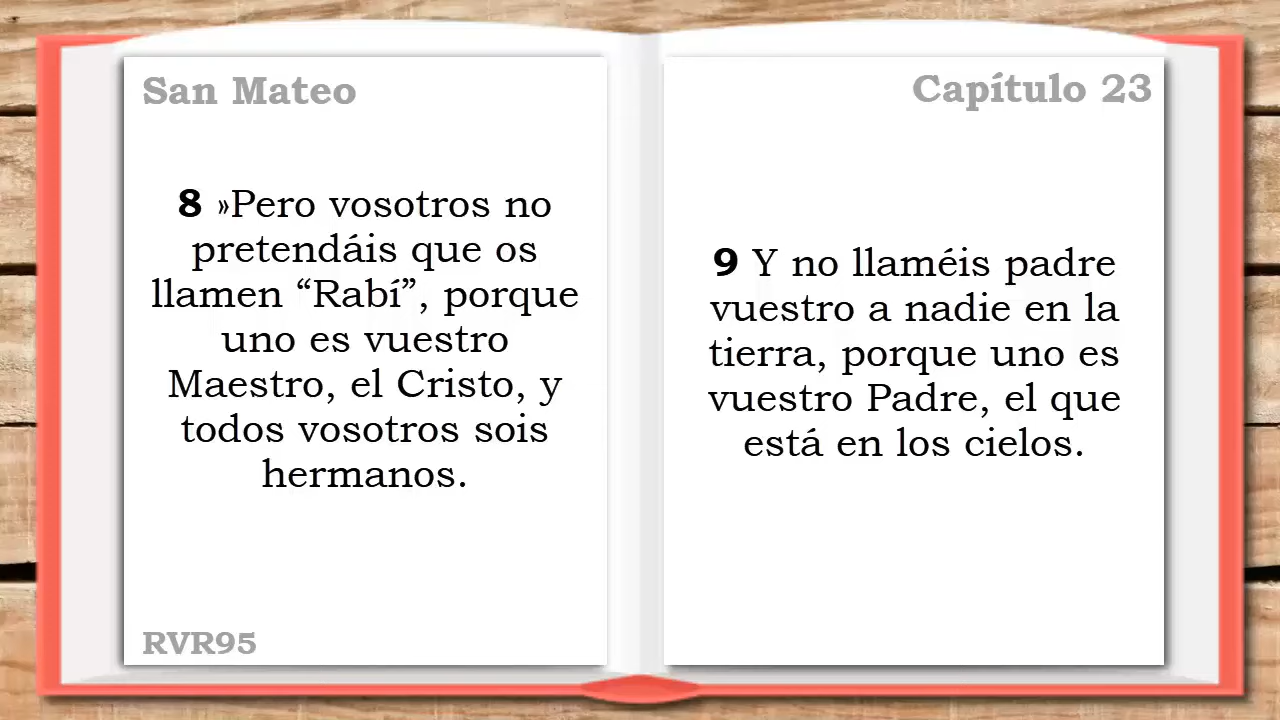 San Mateo
8 »Pero vosotros no
pretendáis que os
llamen “Rabí”, porque
uno es vuestro
Maestro, el Cristo, y
todos vosotros sois
hermanos.
RVR95
Capítulo 23
9 Y no llaméis padre
vuestro a nadie en la
tierra, porque uno es
vuestro Padre, el que
está en los cielos.